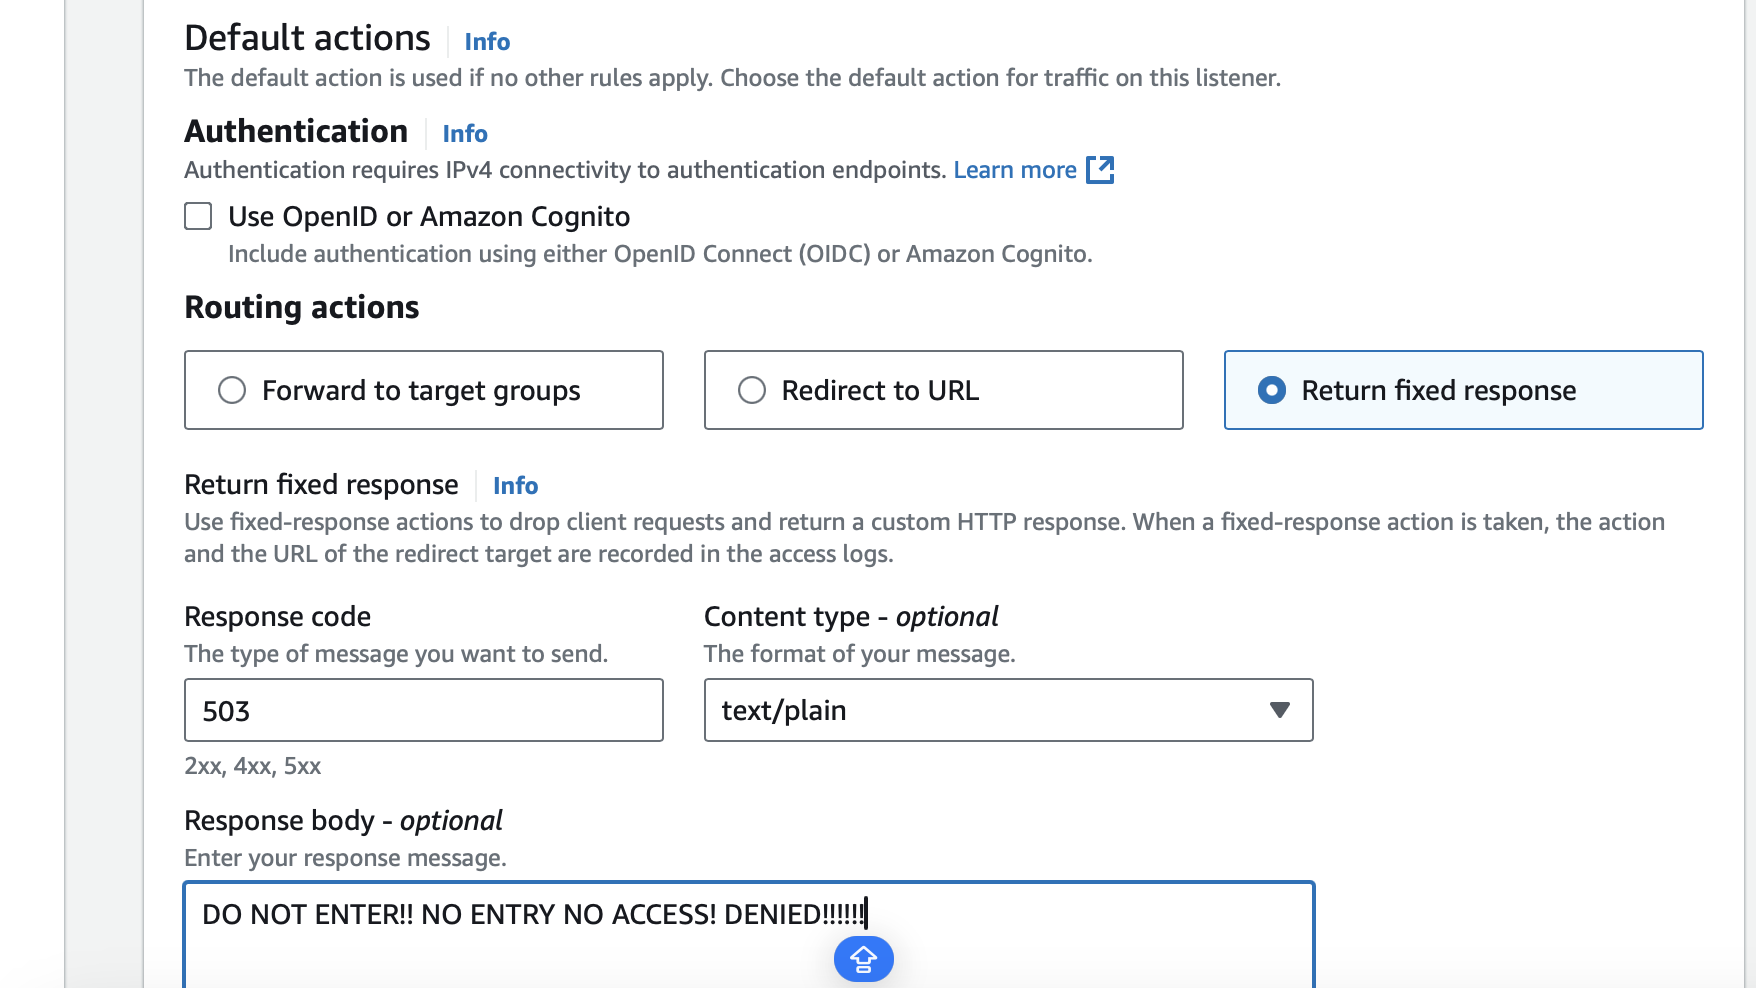 Default actions Info
The default action is used if no other rules apply. Choose the default action for traffic on this listener.
Authentication Info
Authentication requires IPv4 connectivity to authentication endpoints. Learn more
Use OpenID or Amazon Cognito
Include authentication using either OpenID Connect (OIDC) or Amazon Cognito.
Routing actions
Forward to target groups Redirect to URL Return fixed response
Return fixed response Info
Use fixed-response actions to drop client requests and return a custom HTTP response. When a fixed-response action is taken, the action
and the URL of the redirect target are recorded in the access logs.
Response code Content type - optional
The type of message you want to send. The format of your message.
503 text/plain
2xx, 4xx, 5xx
Response body - optional
Enter your response message.
DO NOT ENTER!! NO ENTRY NO ACCESS! DENIED!!!!!!